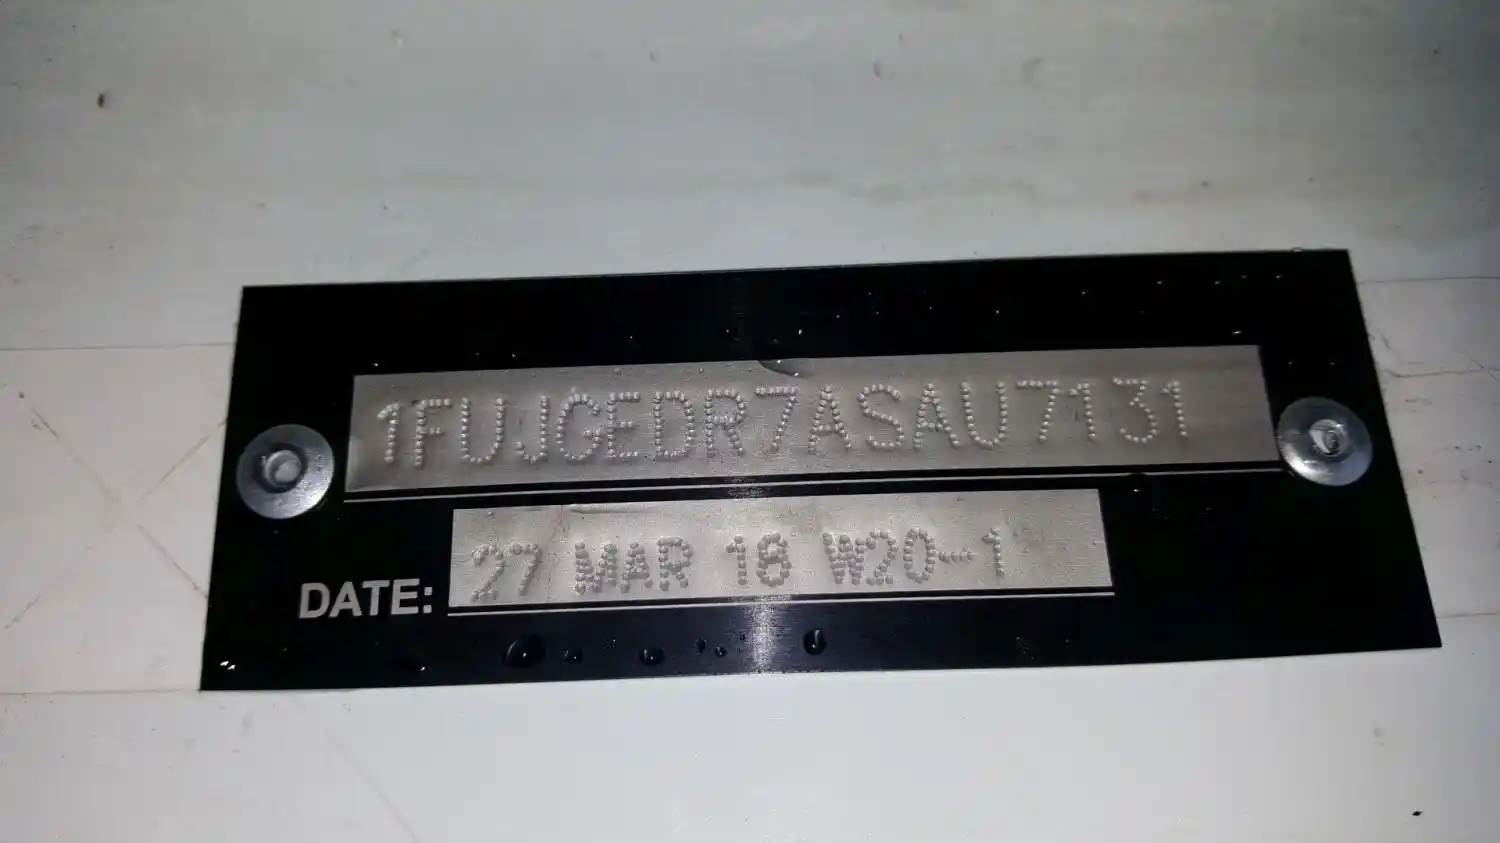 1FUJGEDR7ASAU7131
DATE: 27 MAR 18 W20--1